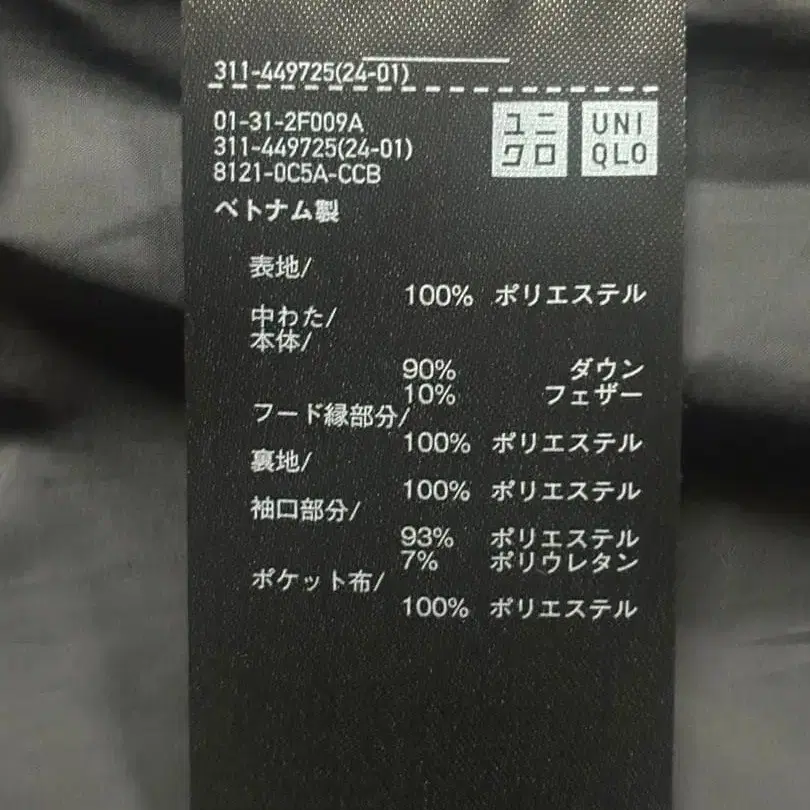 311-449725(24-01)
01-31-2F009A
311-449725(24-01)
8121-0C5A-CCB
ユニ
クロ
UNI
QLO
ベトナム製
表地/
100% ポリエステル
中わた/
本体/
90% ダウン
10% フェザー
フード縁部分/
100% ポリエステル
裏地/
100% ポリエステル
袖口部分/
93% ポリエステル
7% ポリウレタン
ポケット布/
100% ポリエステル